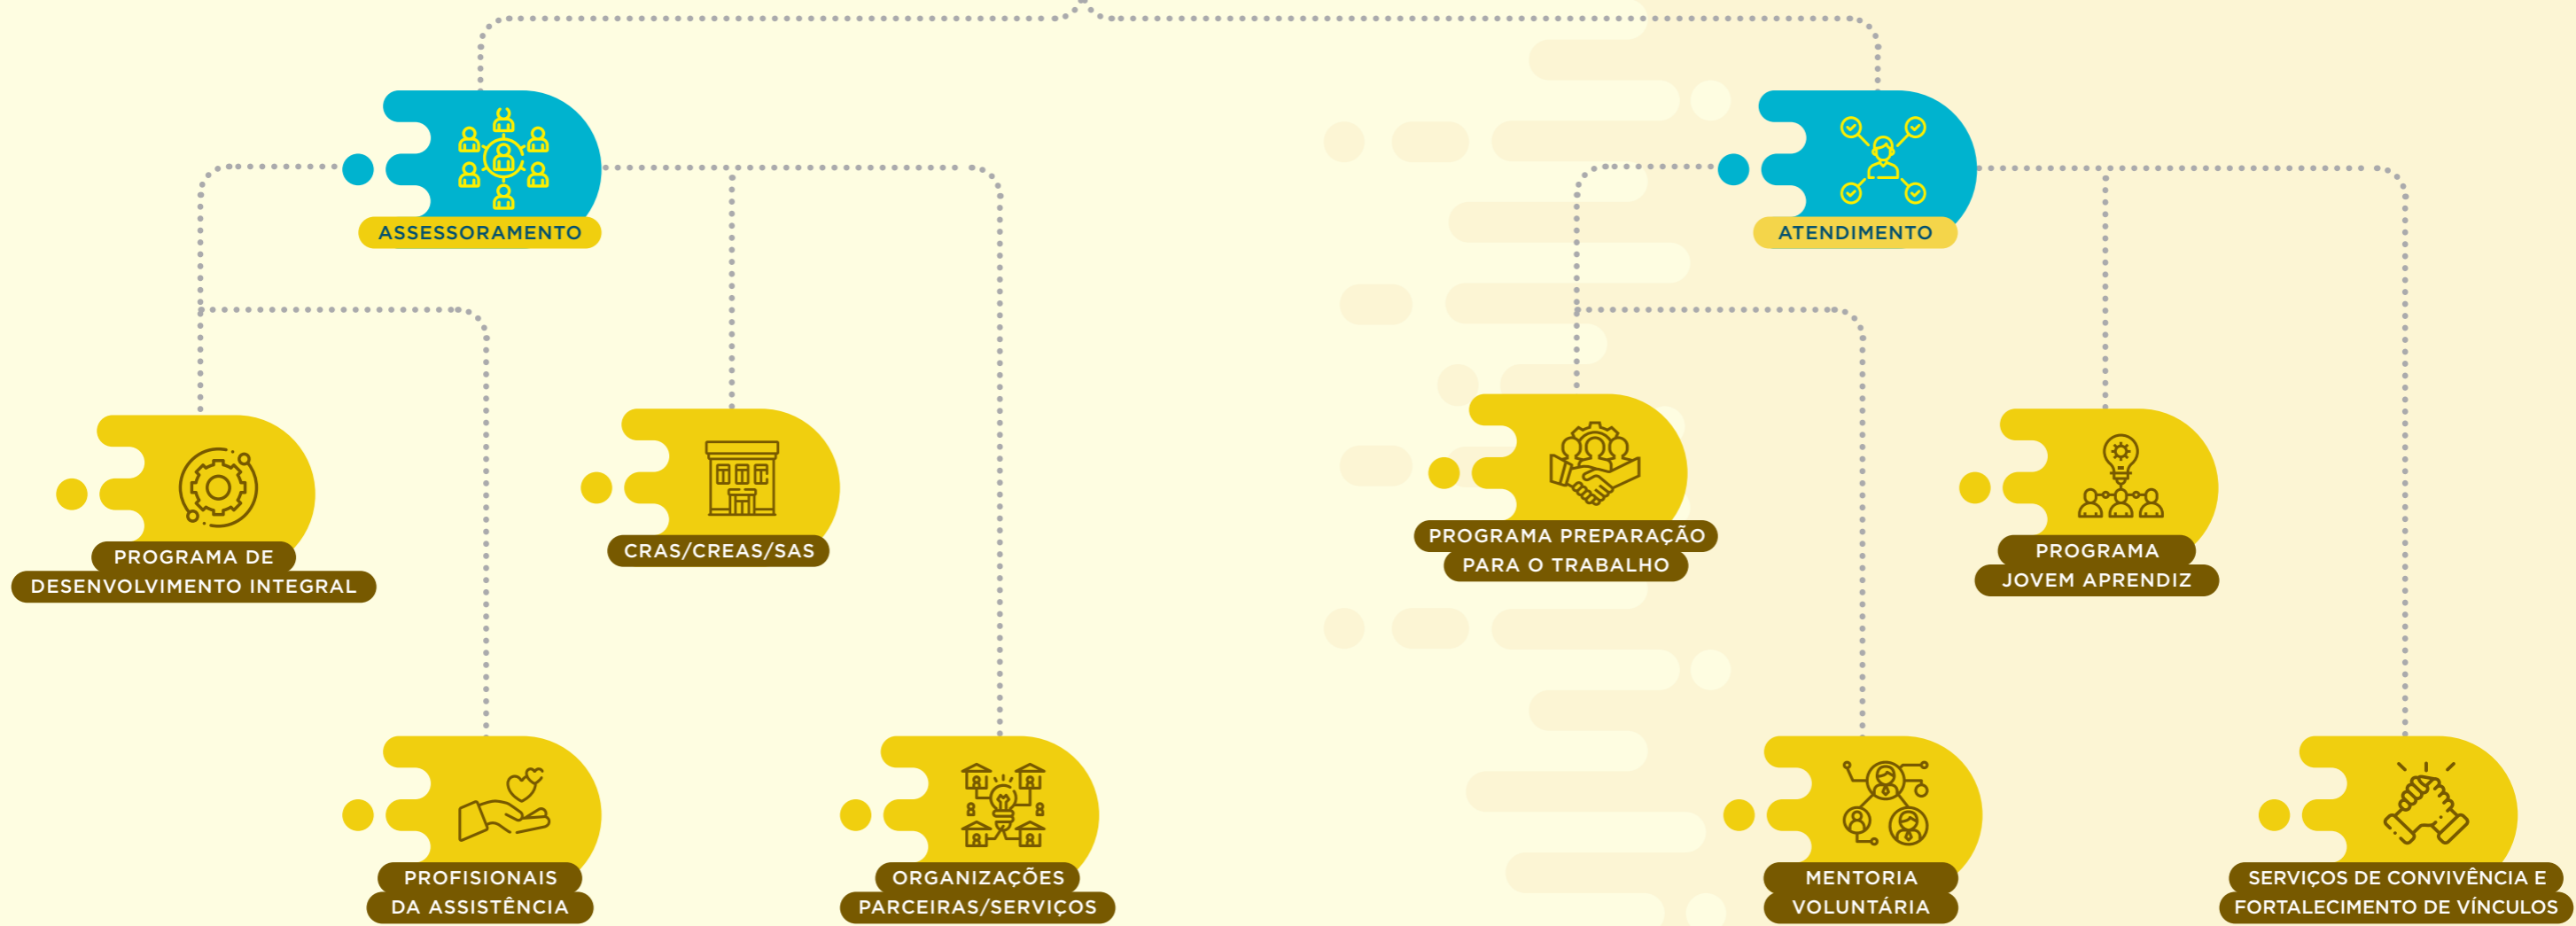 ASSESSORAMENTO
ATENDIMENTO
PROGRAMA DE
DESENVOLVIMENTO INTEGRAL
CRAS/CREAS/SAS
PROGRAMA PREPARAÇÃO
PARA O TRABALHO
PROGRAMA
JOVEM APRENDIZ
PROFISIONAIS
DA ASSISTÊNCIA
ORGANIZAÇÕES
PARCEIRAS/SERVIÇOS
MENTORIA
VOLUNTÁRIA
SERVIÇOS DE CONVIVÊNCIA E
FORTALECIMENTO DE VÍNCULOS